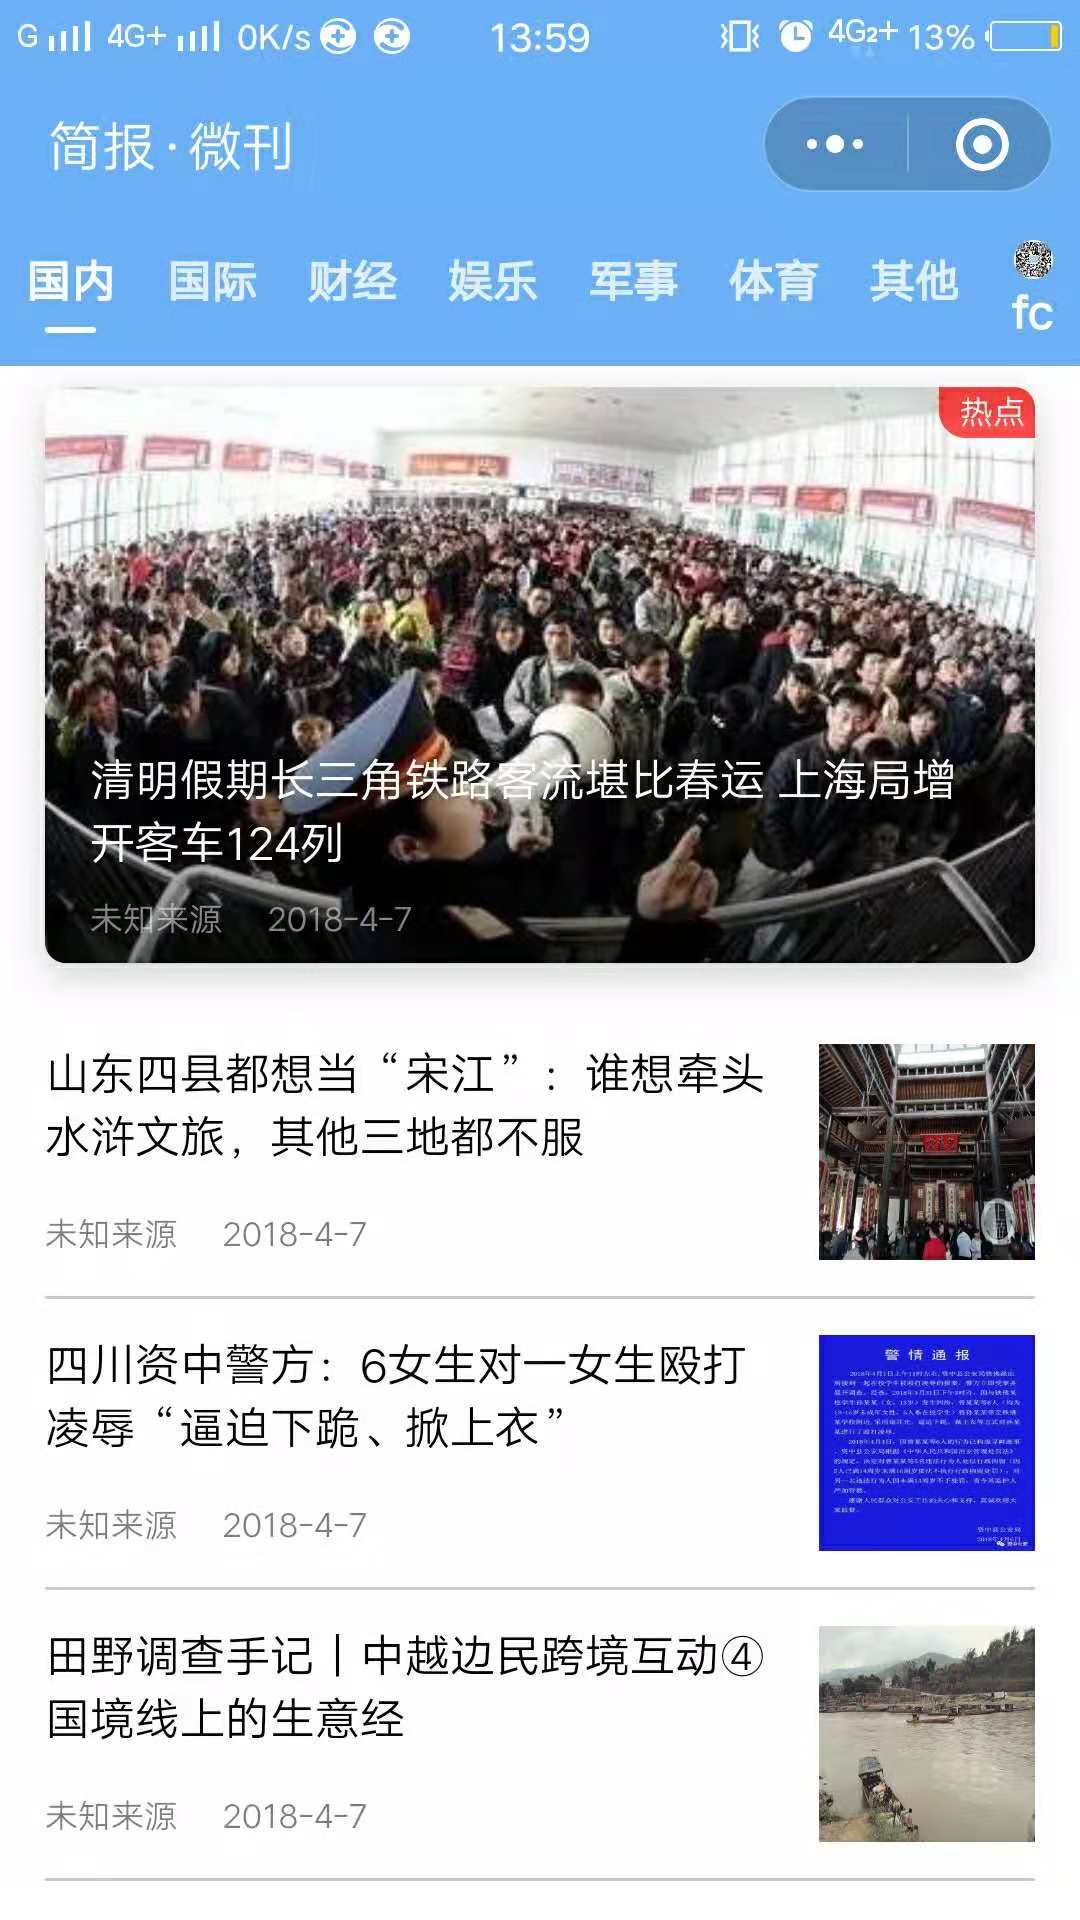 G 4G+ 0K/s 13:59 4G2+ 13%
简报·微刊
国内 国际 财经 娱乐 军事 体育 其他 fc
热点
清明假期长三角铁路客流堪比春运 上海局增
开客车124列
未知来源 2018-4-7
山东四县都想当“宋江”：谁想牵头
水浒文旅，其他三地都不服
未知来源 2018-4-7
四川资中警方：6女生对一女生殴打
凌辱“逼迫下跪、掀上衣”
警情通报
未知来源 2018-4-7
田野调查手记｜中越边民跨境互动④
国境线上的生意经
未知来源 2018-4-7